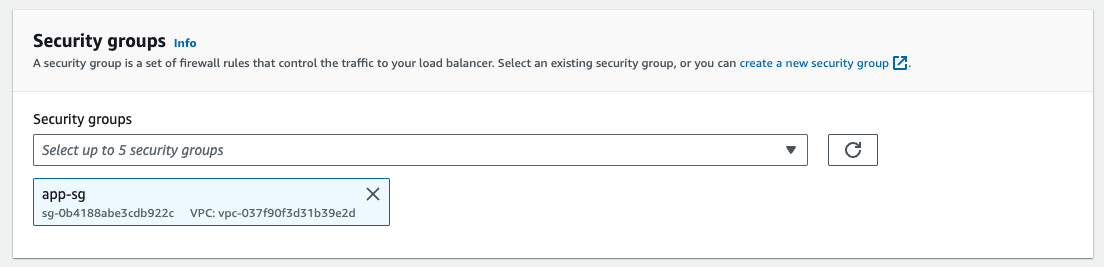 Security groups Info
A security group is a set of firewall rules that control the traffic to your load balancer. Select an existing security group, or you can create a new security group.
Security groups
Select up to 5 security groups
app-sg
sg-0b4188abe3cdb922c VPC: vpc-037f90f3d31b39e2d